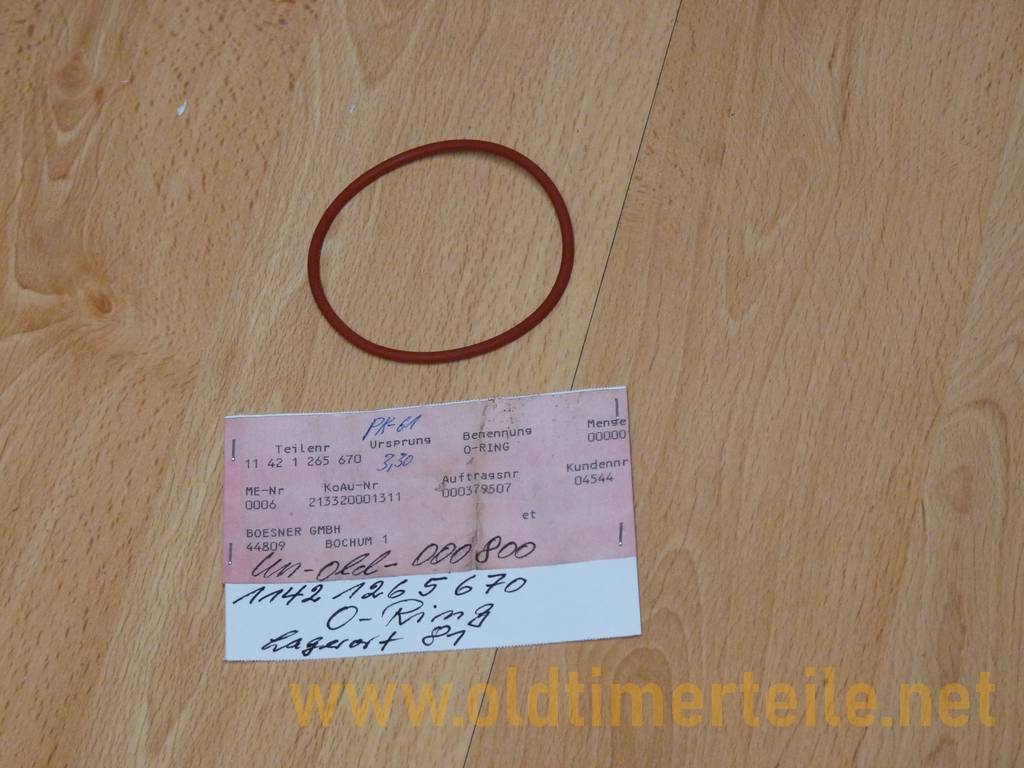 PK-61
Teilenr Ursprung Benennung Menge
11 42 1 265 670 3,30 O-RING 00000
ME-Nr KoAu-Nr Auftragsnr Kundennr
0006 213320001311 000379507 04544
et
BOESNER GMBH
44809 BOCHUM 1
Un-old-000800
1142 1265670
O-Ring
Lagerort 81
www.oldtimerteile.net